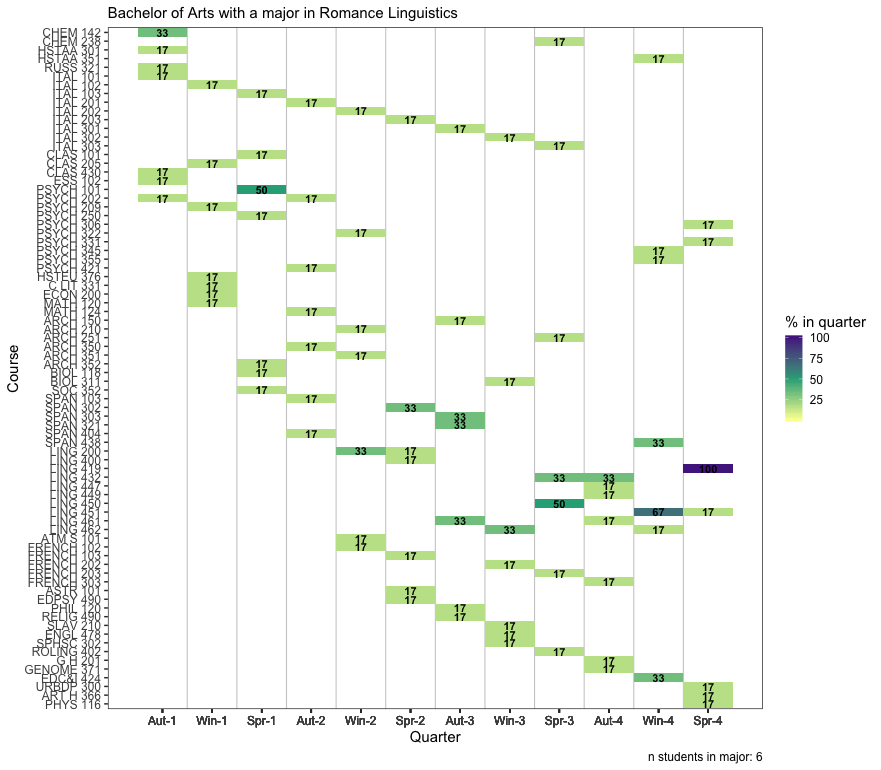 Bachelor of Arts with a major in Romance Linguistics
CHEM 142 33
CHEM 238 17
HSTAA 301 17
HSTAA 351 17
RUSS 321 17
ITAL 101 17
ITAL 102 17
ITAL 103 17
ITAL 201 17
ITAL 202 17
ITAL 203 17
ITAL 301 17
ITAL 302 17
ITAL 303 17
CLAS 101 17
CLAS 205 17
CLAS 430 17
ESS 102 17
PSYCH 101 50
PSYCH 202 17 17
PSYCH 209 17
PSYCH 250 17
PSYCH 306 17
PSYCH 322 17
PSYCH 331 17
PSYCH 345 17
PSYCH 355 17
PSYCH 421 17
HSTEU 376 17
C LIT 331 17
ECON 200 17
MATH 120 17
MATH 124 17
ARCH 150 17
ARCH 210 17
ARCH 251 17
ARCH 350 17
ARCH 351 17
ARCH 352 17
BIOL 118 17
BIOL 311 17
SOC 352 17
SPAN 103 17
SPAN 302 33
SPAN 303 33
SPAN 321 33
SPAN 404 17
SPAN 438 33
LING 200 33 17
LING 400 17
LING 419 100
LING 432 33 33
LING 447 17
LING 449 17
LING 450 50
LING 451 67 17
LING 461 33 17
LING 462 33 17
ATM S 101 17
FRENCH 102 17
FRENCH 103 17
FRENCH 202 17
FRENCH 203 17
FRENCH 303 17
ASTR 101 17
EDPSY 490 17
PHIL 120 17
RELIG 490 17
SLAV 210 17
ENGL 478 17
SPHSC 302 17
ROLING 402 17
G H 201 17
GENOME 371 17
EDC&I 424 33
URBDP 300 17
ART H 366 17
PHYS 116 17
Course
Aut-1 Win-1 Spr-1 Aut-2 Win-2 Spr-2 Aut-3 Win-3 Spr-3 Aut-4 Win-4 Spr-4
Quarter
% in quarter
100
75
50
25
n students in major: 6